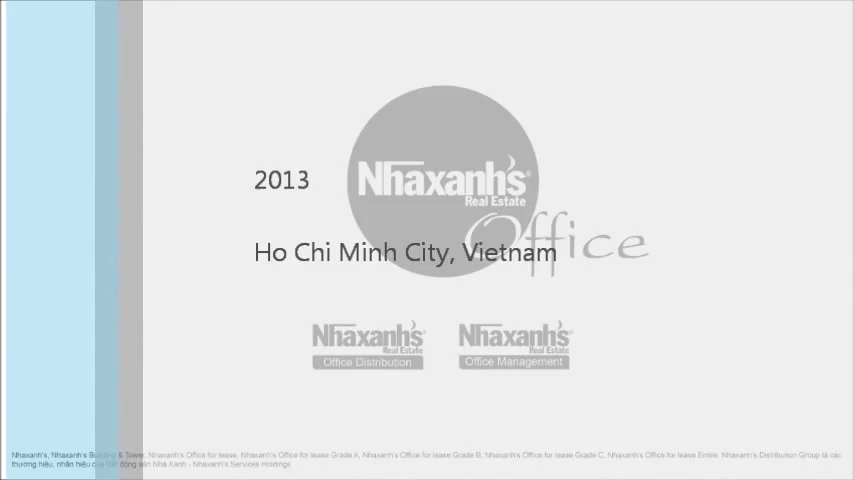 2013
Nhaxanh's®
Real Estate
Office
Ho Chi Minh City, Vietnam
Nhaxanh's® Nhaxanh's®
Real Estate Real Estate
Office Distribution Office Management
Nhaxanh's, Nhaxanh's Building & Tower, Nhaxanh's Office for lease, Nhaxanh's Office for lease Grade A, Nhaxanh's Office for lease Grade B, Nhaxanh's Office for lease Grade C, Nhaxanh's Office for lease Entire, Nhaxanh's Distribution Group là các
thương hiệu, nhãn hiệu của bất động sản Nhà Xanh - Nhaxanh's Services Holdings